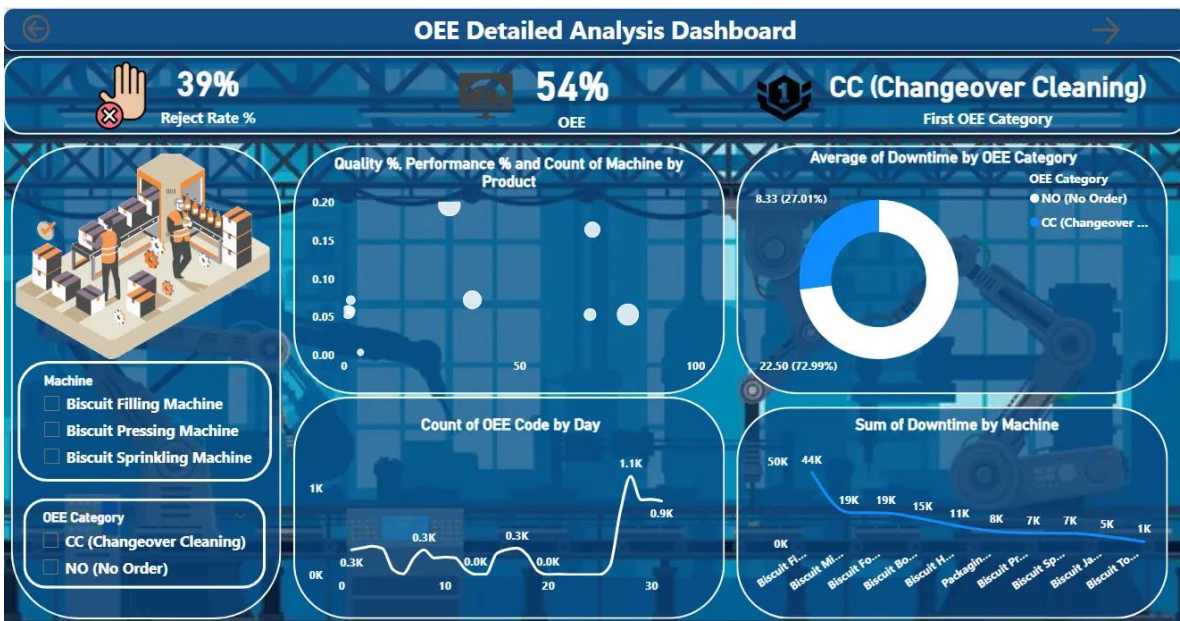 OEE Detailed Analysis Dashboard
39%
Reject Rate %
54%
OEE
1
CC (Changeover Cleaning)
First OEE Category
Machine
Biscuit Filling Machine
Biscuit Pressing Machine
Biscuit Sprinkling Machine
OEE Category
CC (Changeover Cleaning)
NO (No Order)
Quality %, Performance % and Count of Machine by
Product
0.20
0.15
0.10
0.05
0.00
0
50
100
Average of Downtime by OEE Category
OEE Category
NO (No Order)
CC (Changeover ...
8.33 (27.01%)
22.50 (72.99%)
Count of OEE Code by Day
1K
0K
0.3K
0.3K
0.0K
0.3K
0.0K
1.1K
0.9K
0
10
20
30
Sum of Downtime by Machine
50K
0K
44K
19K
19K
15K
11K
8K
7K
7K
5K
1K
Biscuit Fi...
Biscuit Mi...
Biscuit Fo...
Biscuit Bo...
Biscuit H...
Packagin...
Biscuit Pr...
Biscuit Sp...
Biscuit Ja...
Biscuit To...